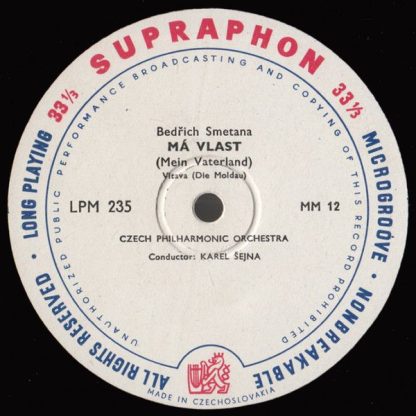 SUPRAPHON
LONG PLAYING 33⅓
33⅓ MICROGROOVE • NONBREAKABLE
ALL RIGHTS RESERVED •
UNAUTHORIZED PUBLIC PERFORMANCE BROADCASTING AND COPYING OF THIS RECORD PROHIBITED
Bedřich Smetana
MÁ VLAST
(Mein Vaterland)
Vltava (Die Moldau)
LPM 235
MM 12
CZECH PHILHARMONIC ORCHESTRA
Conductor: KAREL ŠEJNA
MADE IN CZECHOSLOVAKIA